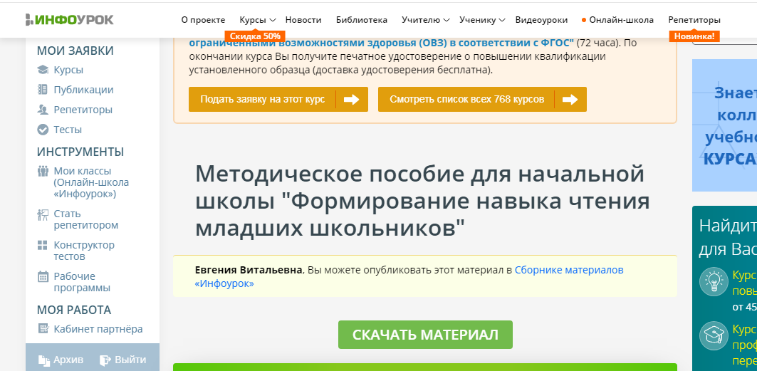 ИНФОУРОК
О проекте Курсы Новости Библиотека Учителю Ученику Видеоуроки Онлайн-школа Репетиторы
Скидка 50% Новинка!
МОИ ЗАЯВКИ
Курсы
Публикации
Репетиторы
Тесты
ИНСТРУМЕНТЫ
Мои классы
(Онлайн-школа
«Инфоурок»)
Стать
репетитором
Конструктор
тестов
Рабочие
программы
МОЯ РАБОТА
Кабинет партнёра
Архив Выйти
ограниченными возможностями здоровья (ОВЗ) в соответствии с ФГОС" (72 часа). По
окончании курса Вы получите печатное удостоверение о повышении квалификации
установленного образца (доставка удостоверения бесплатна).
Подать заявку на этот курс Смотреть список всех 768 курсов
Методическое пособие для начальной
школы "Формирование навыка чтения
младших школьников"
Евгения Витальевна. Вы можете опубликовать этот материал в Сборнике материалов
«Инфоурок»
СКАЧАТЬ МАТЕРИАЛ
Знает
колл
учебно
КУРСА
Найдит
для Вас
Курс
повы
от 45
Курс
проф
пере